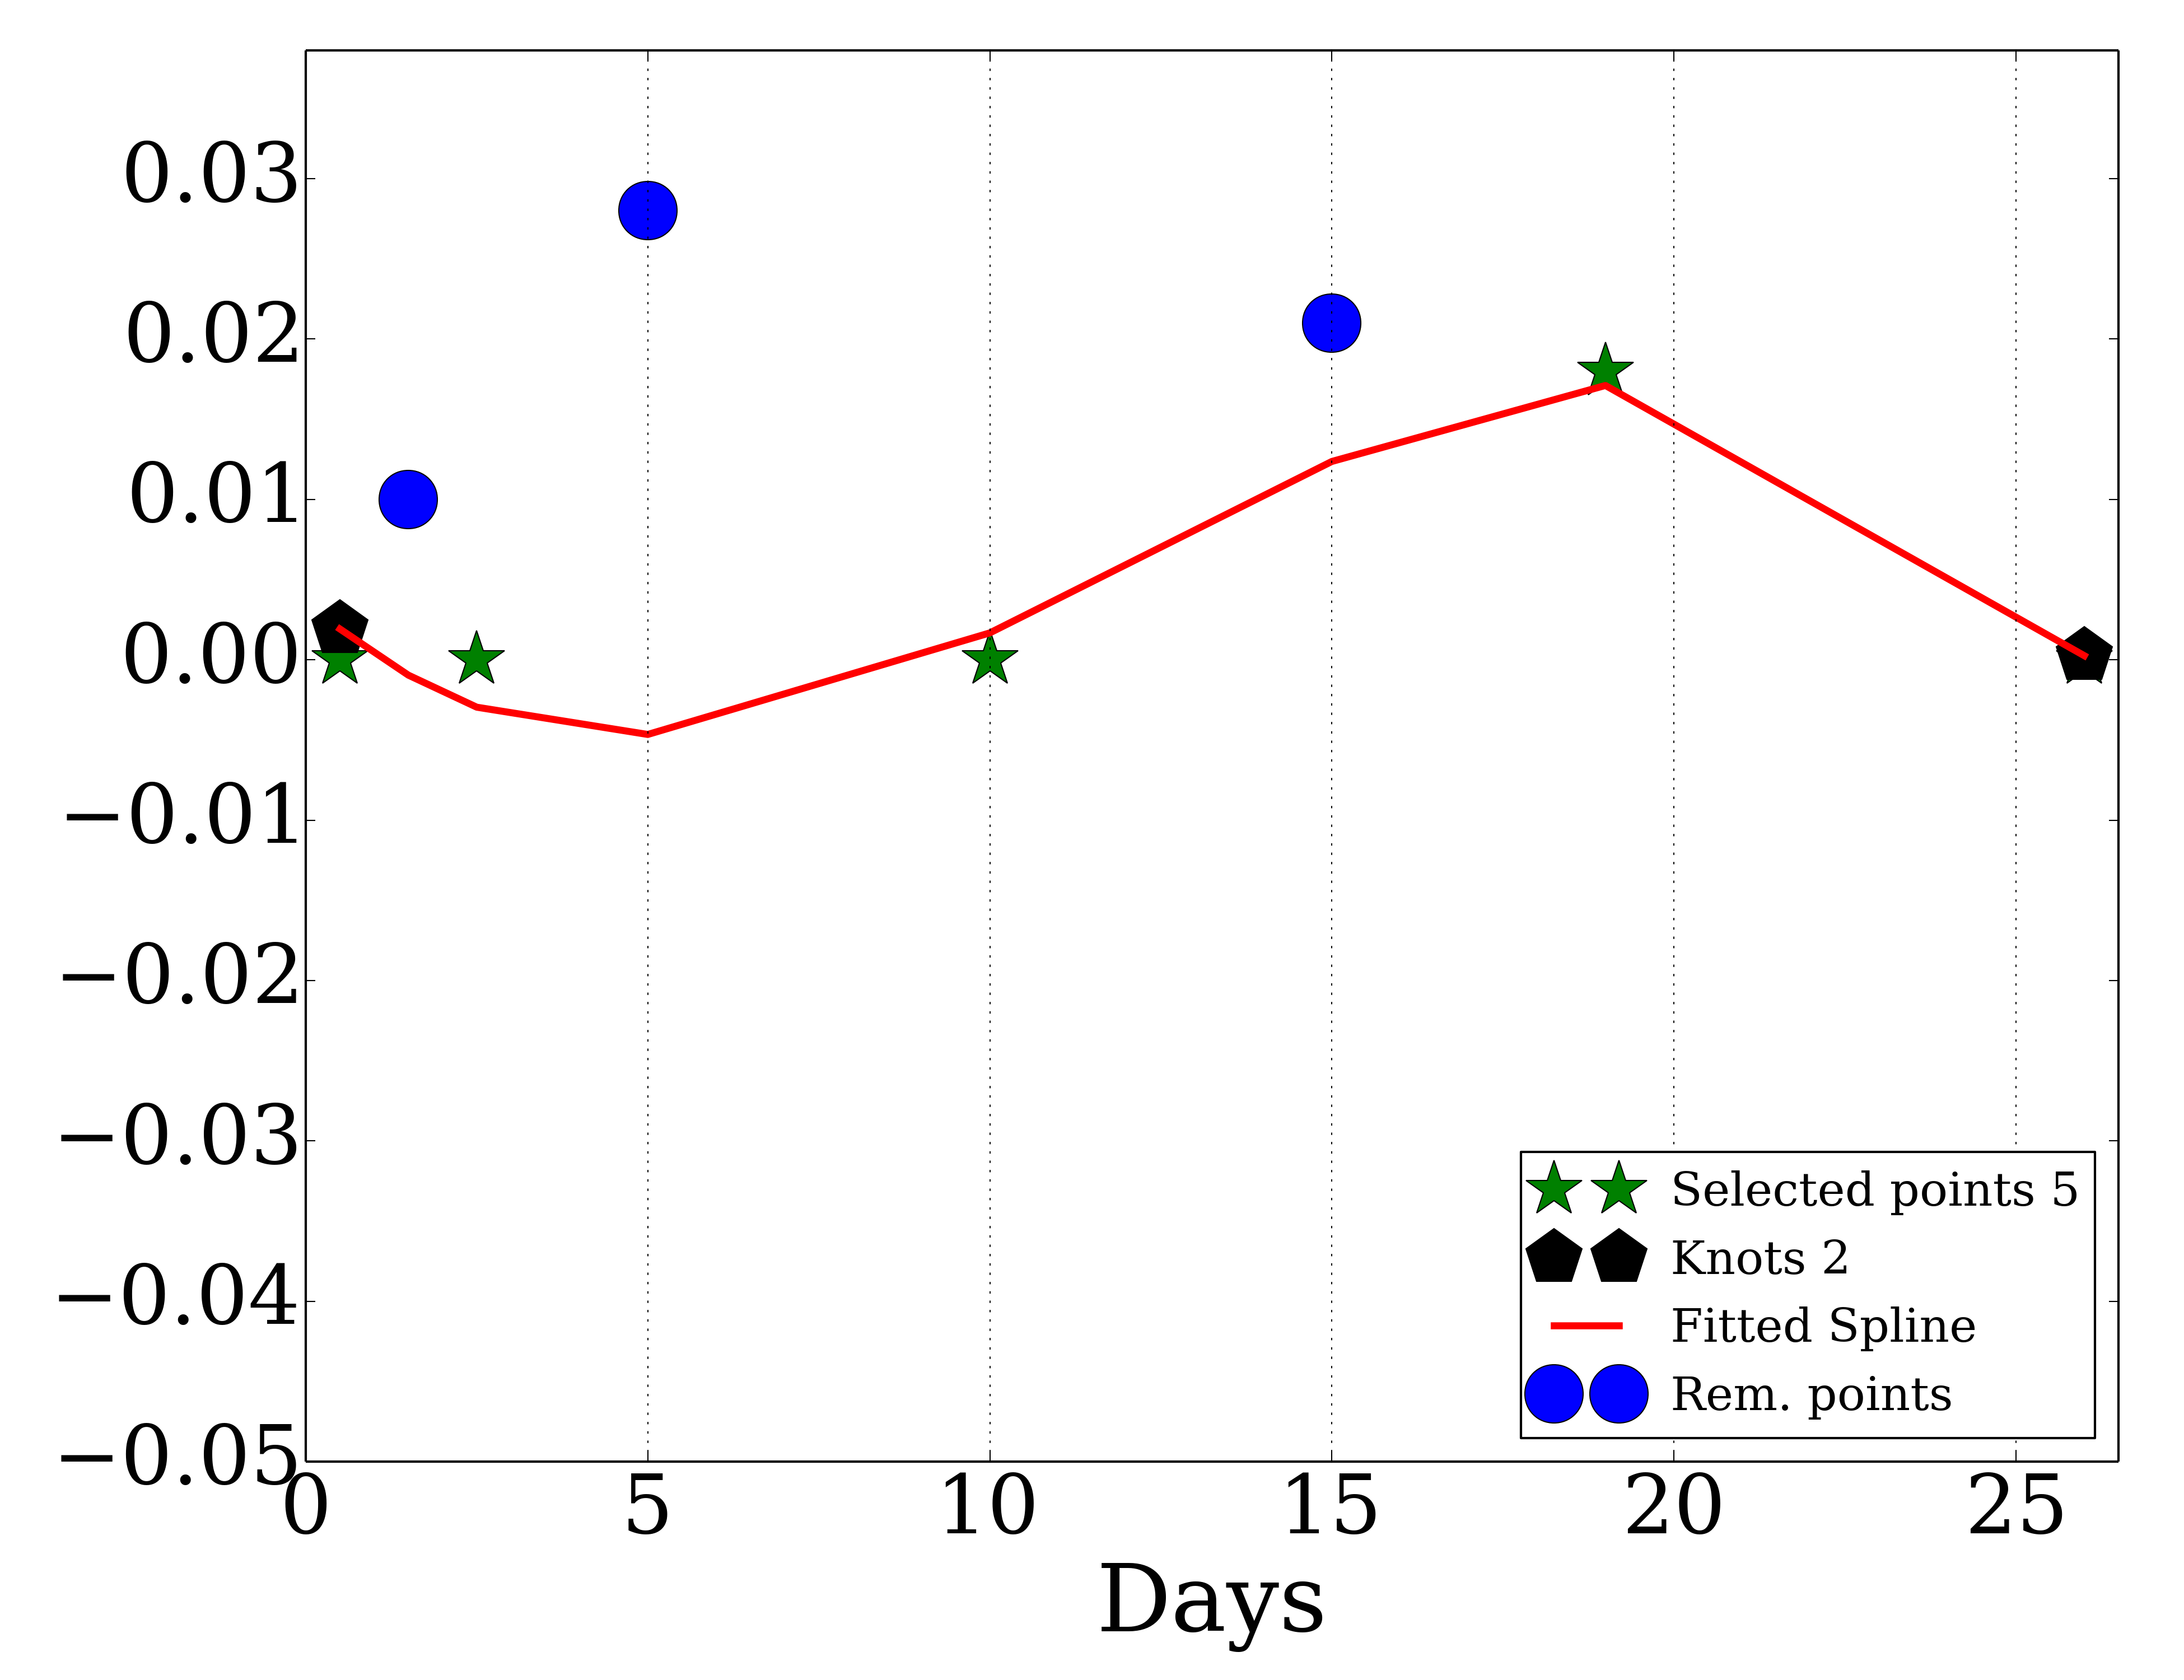 0.03
0.02
0.01
0.00
−0.01
−0.02
−0.03
−0.04
−0.05
0 5 10 15 20 25
Days
Selected points 5
Knots 2
Fitted Spline
Rem. points